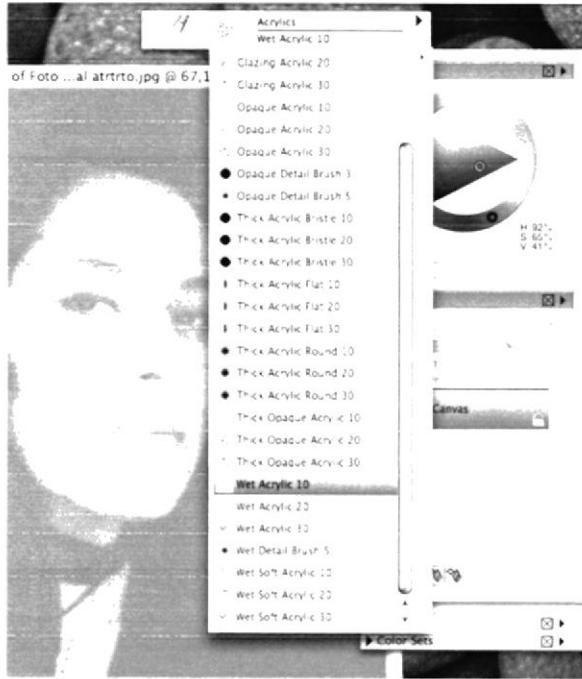 Acrylics
Wet Acrylic 10
of Foto ...al atrtrto.jpg @ 67,1
Glazing Acrylic 20
Glazing Acrylic 30
Opaque Acrylic 10
Opaque Acrylic 20
Opaque Acrylic 30
Opaque Detail Brush 3
Opaque Detail Brush 5
Thick Acrylic Bristle 10
Thick Acrylic Bristle 20
Thick Acrylic Bristle 30
Thick Acrylic Flat 10
Thick Acrylic Flat 20
Thick Acrylic Flat 30
Thick Acrylic Round 10
Thick Acrylic Round 20
Thick Acrylic Round 30
Thick Opaque Acrylic 10
Thick Opaque Acrylic 20
Thick Opaque Acrylic 30
Wet Acrylic 10
Wet Acrylic 20
Wet Acrylic 30
Wet Detail Brush 5
Wet Soft Acrylic 10
Wet Soft Acrylic 20
Wet Soft Acrylic 30
H: 92%
S: 65%
V: 41%
Canvas
Color Sets